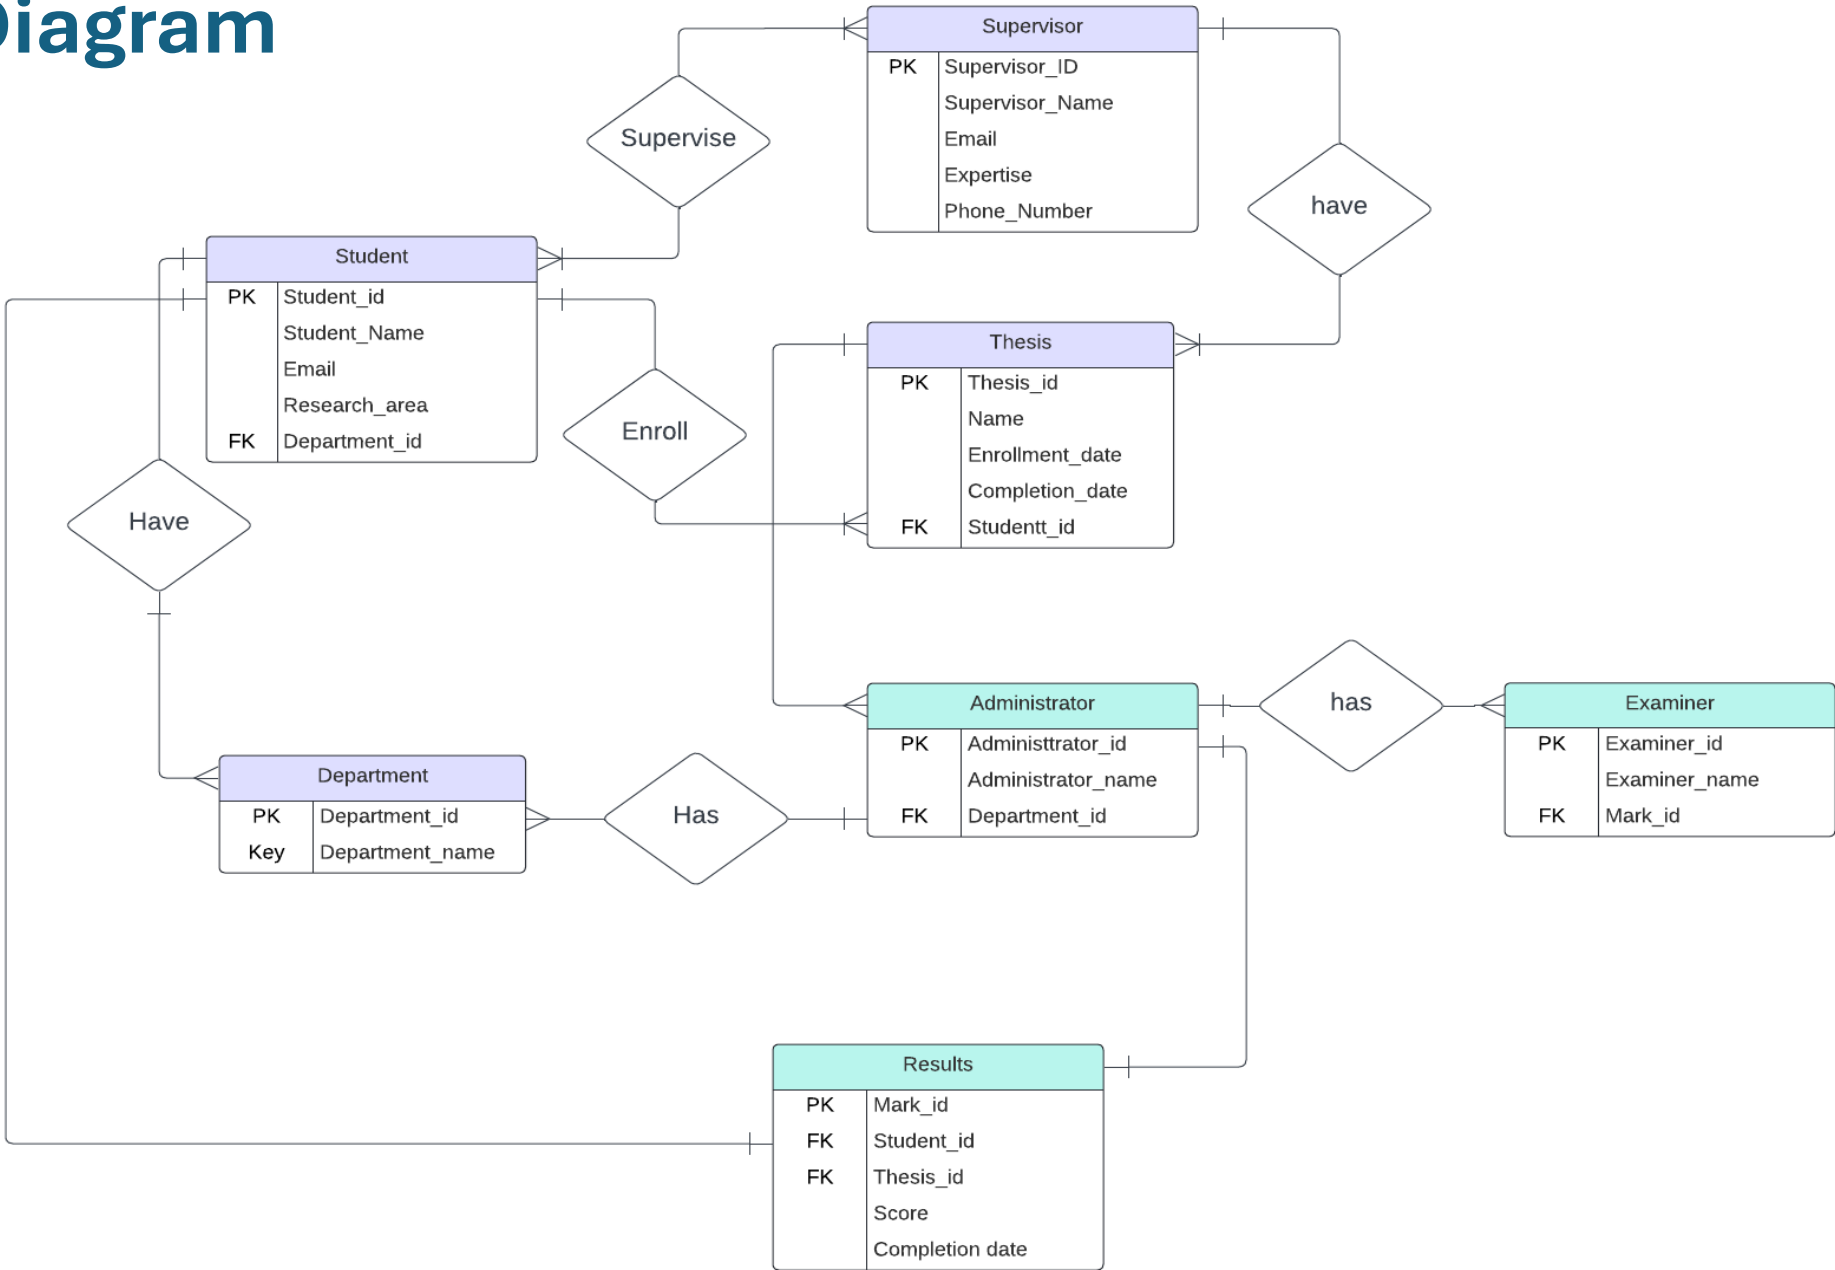 Diagram
Supervisor
PK Supervisor_ID
Supervisor_Name
Email
Expertise
Phone_Number
Supervise
have
Student
PK Student_id
Student_Name
Email
Research_area
FK Department_id
Enroll
Thesis
PK Thesis_id
Name
Enrollment_date
Completion_date
FK Studentt_id
Have
Administrator
PK Administtrator_id
Administrator_name
FK Department_id
has
Examiner
PK Examiner_id
Examiner_name
FK Mark_id
Department
PK Department_id
Key Department_name
Has
Results
PK Mark_id
FK Student_id
FK Thesis_id
Score
Completion date